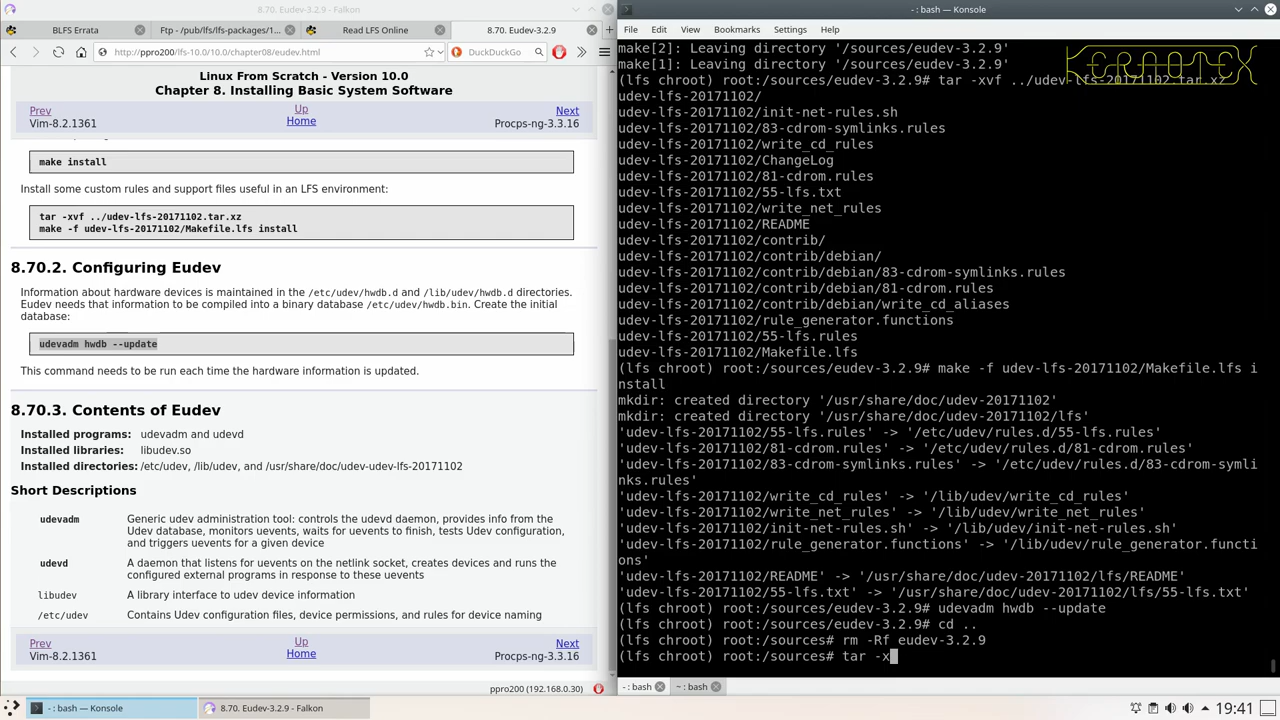 8.70. Eudev-3.2.9 - Falkon
BLFS Errata
Ftp - /pub/lfs/lfs-packages/1...
Read LFS Online
8.70. Eudev-3.2.9
http://ppro200/lfs-10.0/10.0/chapter08/eudev.html
DuckDuckGo
Linux From Scratch - Version 10.0
Chapter 8. Installing Basic System Software
Prev
Up
Next
Vim-8.2.1361
Home
Procps-ng-3.3.16
make install
Install some custom rules and support files useful in an LFS environment:
tar -xvf ../udev-lfs-20171102.tar.xz
make -f udev-lfs-20171102/Makefile.lfs install
8.70.2. Configuring Eudev
Information about hardware devices is maintained in the /etc/udev/hwdb.d and /lib/udev/hwdb.d directories.
Eudev needs that information to be compiled into a binary database /etc/udev/hwdb.bin. Create the initial
database:
udevadm hwdb --update
This command needs to be run each time the hardware information is updated.
8.70.3. Contents of Eudev
Installed programs: udevadm and udevd
Installed libraries: libudev.so
Installed directories: /etc/udev, /lib/udev, and /usr/share/doc/udev-udev-lfs-20171102
Short Descriptions
udevadm Generic udev administration tool: controls the udevd daemon, provides info from the
Udev database, monitors uevents, waits for uevents to finish, tests Udev configuration,
and triggers uevents for a given device
udevd A daemon that listens for uevents on the netlink socket, creates devices and runs the
configured external programs in response to these uevents
libudev A library interface to udev device information
/etc/udev Contains Udev configuration files, device permissions, and rules for device naming
Prev
Up
Next
Vim-8.2.1361
Home
Procps-ng-3.3.16
ppro200 (192.168.0.30)
- : bash — Konsole
File Edit View Bookmarks Settings Help
KEROOTEX
make[2]: Leaving directory '/sources/eudev-3.2.9'
make[1]: Leaving directory '/sources/eudev-3.2.9'
(lfs chroot) root:/sources/eudev-3.2.9# tar -xvf ../udev-lfs-20171102.tar.xz
udev-lfs-20171102/
udev-lfs-20171102/init-net-rules.sh
udev-lfs-20171102/83-cdrom-symlinks.rules
udev-lfs-20171102/write_cd_rules
udev-lfs-20171102/ChangeLog
udev-lfs-20171102/81-cdrom.rules
udev-lfs-20171102/55-lfs.txt
udev-lfs-20171102/write_net_rules
udev-lfs-20171102/README
udev-lfs-20171102/contrib/
udev-lfs-20171102/contrib/debian/
udev-lfs-20171102/contrib/debian/83-cdrom-symlinks.rules
udev-lfs-20171102/contrib/debian/81-cdrom.rules
udev-lfs-20171102/contrib/debian/write_cd_aliases
udev-lfs-20171102/rule_generator.functions
udev-lfs-20171102/55-lfs.rules
udev-lfs-20171102/Makefile.lfs
(lfs chroot) root:/sources/eudev-3.2.9# make -f udev-lfs-20171102/Makefile.lfs i
nstall
mkdir: created directory '/usr/share/doc/udev-20171102'
mkdir: created directory '/usr/share/doc/udev-20171102/lfs'
'udev-lfs-20171102/55-lfs.rules' -> '/etc/udev/rules.d/55-lfs.rules'
'udev-lfs-20171102/81-cdrom.rules' -> '/etc/udev/rules.d/81-cdrom.rules'
'udev-lfs-20171102/83-cdrom-symlinks.rules' -> '/etc/udev/rules.d/83-cdrom-symli
nks.rules'
'udev-lfs-20171102/write_cd_rules' -> '/lib/udev/write_cd_rules'
'udev-lfs-20171102/write_net_rules' -> '/lib/udev/write_net_rules'
'udev-lfs-20171102/init-net-rules.sh' -> '/lib/udev/init-net-rules.sh'
'udev-lfs-20171102/rule_generator.functions' -> '/lib/udev/rule_generator.functi
ons'
'udev-lfs-20171102/README' -> '/usr/share/doc/udev-20171102/lfs/README'
'udev-lfs-20171102/55-lfs.txt' -> '/usr/share/doc/udev-20171102/lfs/55-lfs.txt'
(lfs chroot) root:/sources/eudev-3.2.9# udevadm hwdb --update
(lfs chroot) root:/sources/eudev-3.2.9# cd ..
(lfs chroot) root:/sources# rm -Rf eudev-3.2.9
(lfs chroot) root:/sources# tar -x
- : bash
~ : bash
- : bash — Konsole
8.70. Eudev-3.2.9 - Falkon
19:41